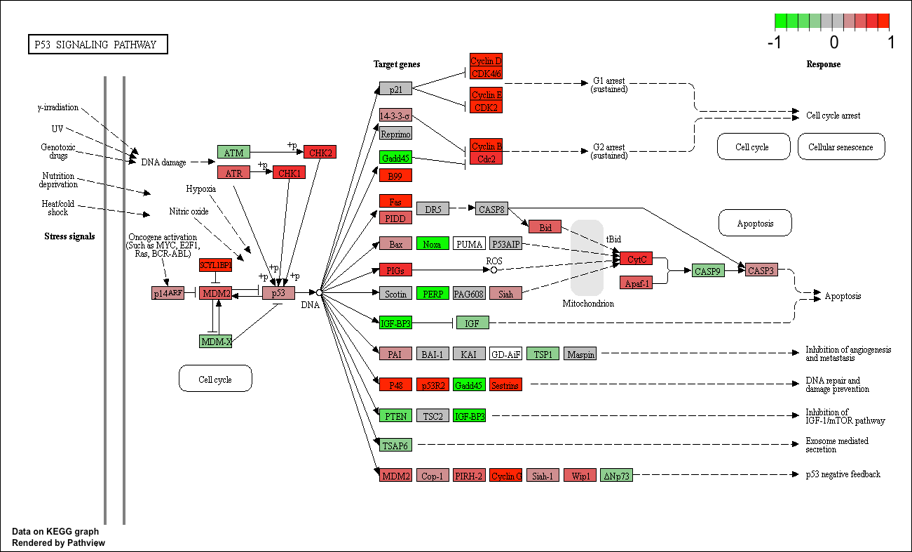 P53 SIGNALING PATHWAY
-1 0 1
Target genes
Response
Cyclin D
CDK4/6
p21
G1 arrest
(sustained)
Cyclin E
CDK2
γ-irradiation
UV
Genotoxic
drugs
Nutrition
deprivation
Heat/cold
shock
Stress signals
14-3-3-σ
Reprimo
Cell cycle arrest
DNA damage
ATM
+p
CHK2
ATR
+p
CHK1
Gadd45
B99
Cyclin B
Cdc2
G2 arrest
(sustained)
Cell cycle
Cellular senescence
Hypoxia
Nitric oxide
Fas
PIDD
DR5
CASP8
Bid
tBid
Apoptosis
Oncogene activation
(Such as MYC, E2F1,
Ras, BCR-ABL)
Bax
Noxa
PUMA
P53AIP
ROS
CytC
SCYL1BP1
+p
+p
+p
PIGs
CASP9
CASP3
Apaf-1
p14ARF
MDM2
p53
DNA
Scotin
PERP
PAG608
Siah
Mitochondrion
Apoptosis
MDM-X
IGF-BP3
IGF
Cell cycle
PAI
BAI-1
KAI
GD-AiF
TSP1
Maspin
Inhibition of angiogenesis
and metastasis
P48
p53R2
Gadd45
Sestrins
DNA repair and
damage prevention
PTEN
TSC2
IGF-BP3
Inhibition of
IGF-1/mTOR pathway
TSAP6
Exosome mediated
secretion
MDM2
Cop-1
PIRH-2
Cyclin G
Siah-1
Wip1
ΔNp73
p53 negative feedback
Data on KEGG graph
Rendered by Pathview